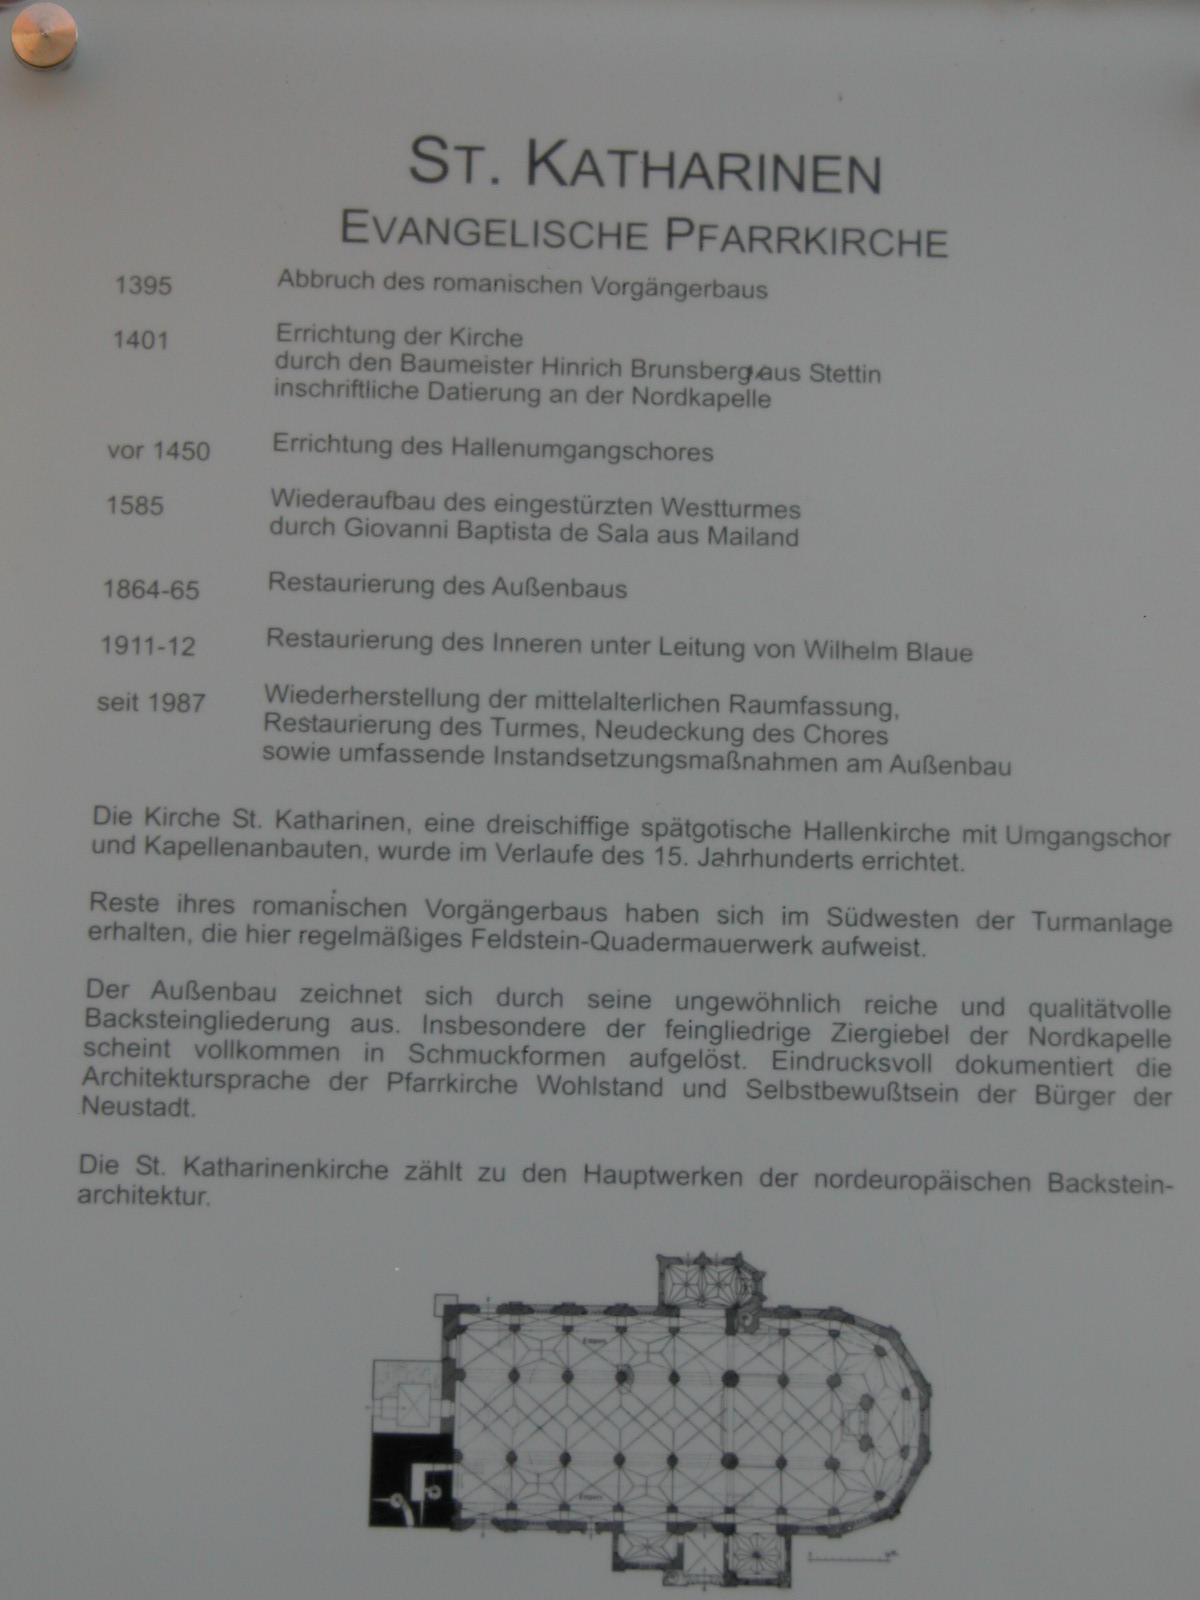 ST. KATHARINEN
EVANGELISCHE PFARRKIRCHE
1395 Abbruch des romanischen Vorgängerbaus
1401 Errichtung der Kirche
durch den Baumeister Hinrich Brunsberg aus Stettin
inschriftliche Datierung an der Nordkapelle
vor 1450 Errichtung des Hallenumgangschores
1585 Wiederaufbau des eingestürzten Westturmes
durch Giovanni Baptista de Sala aus Mailand
1864-65 Restaurierung des Außenbaus
1911-12 Restaurierung des Inneren unter Leitung von Wilhelm Blaue
seit 1987 Wiederherstellung der mittelalterlichen Raumfassung,
Restaurierung des Turmes, Neudeckung des Chores
sowie umfassende Instandsetzungsmaßnahmen am Außenbau
Die Kirche St. Katharinen, eine dreischiffige spätgotische Hallenkirche mit Umgangschor
und Kapellenanbauten, wurde im Verlaufe des 15. Jahrhunderts errichtet.
Reste ihres romanischen Vorgängerbaus haben sich im Südwesten der Turmanlage
erhalten, die hier regelmäßiges Feldstein-Quadermauerwerk aufweist.
Der Außenbau zeichnet sich durch seine ungewöhnlich reiche und qualitätvolle
Backsteingliederung aus. Insbesondere der feingliedrige Ziergiebel der Nordkapelle
scheint vollkommen in Schmuckformen aufgelöst. Eindrucksvoll dokumentiert die
Architektursprache der Pfarrkirche Wohlstand und Selbstbewußtsein der Bürger der
Neustadt.
Die St. Katharinenkirche zählt zu den Hauptwerken der nordeuropäischen Backstein-
architektur.